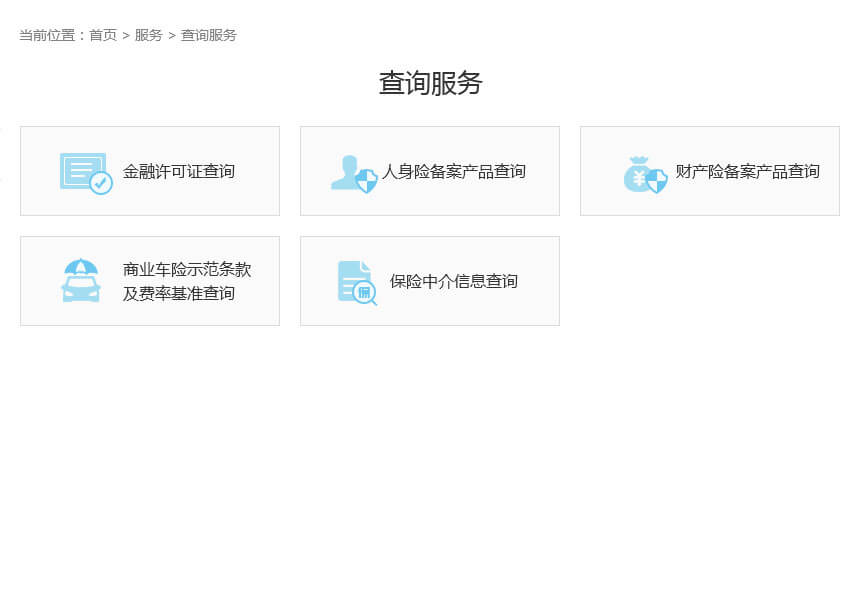 当前位置：首页 > 服务 > 查询服务
查询服务
金融许可证查询
人身险备案产品查询
财产险备案产品查询
商业车险示范条款
及费率基准查询
保险中介信息查询